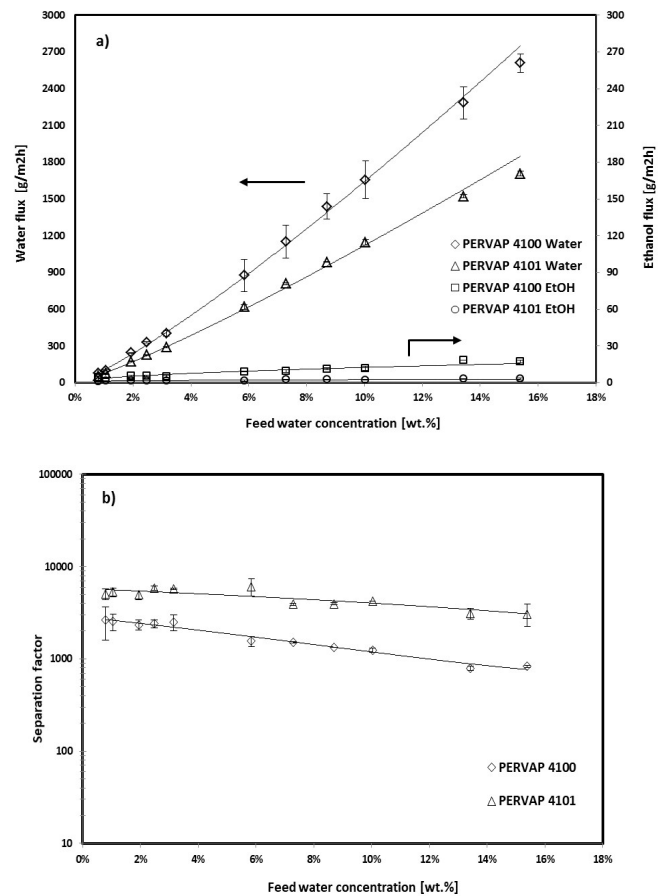 a)
3000
2700
2400
2100
1800
1500
1200
900
600
300
0
Water flux [g/m2h]
300
270
240
210
180
150
120
90
60
30
0
Ethanol flux [g/m2h]
PERVAP 4100 Water
PERVAP 4101 Water
PERVAP 4100 EtOH
PERVAP 4101 EtOH
0% 2% 4% 6% 8% 10% 12% 14% 16% 18%
Feed water concentration [wt.%]
b)
100000
10000
1000
100
10
Separation factor
PERVAP 4100
PERVAP 4101
0% 2% 4% 6% 8% 10% 12% 14% 16% 18%
Feed water concentration [wt.%]